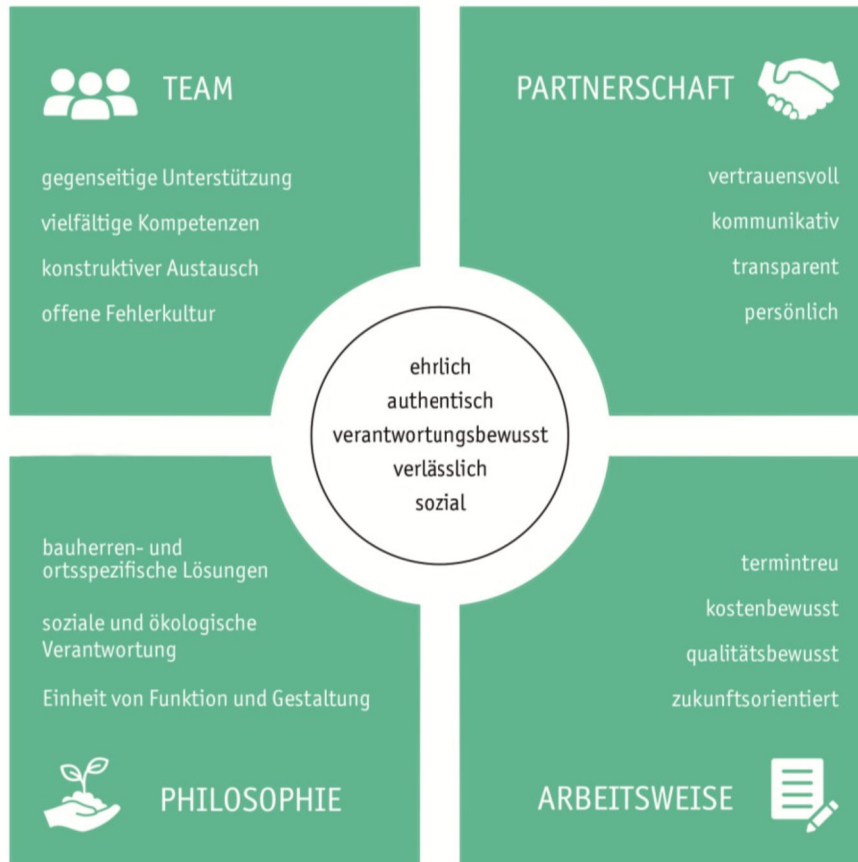 TEAM
gegenseitige Unterstützung
vielfältige Kompetenzen
konstruktiver Austausch
offene Fehlerkultur
PARTNERSCHAFT
vertrauensvoll
kommunikativ
transparent
persönlich
ehrlich
authentisch
verantwortungsbewusst
verlässlich
sozial
bauherren- und
ortsspezifische Lösungen
soziale und ökologische
Verantwortung
Einheit von Funktion und Gestaltung
PHILOSOPHIE
termintreu
kostenbewusst
qualitätsbewusst
zukunftsorientiert
ARBEITSWEISE